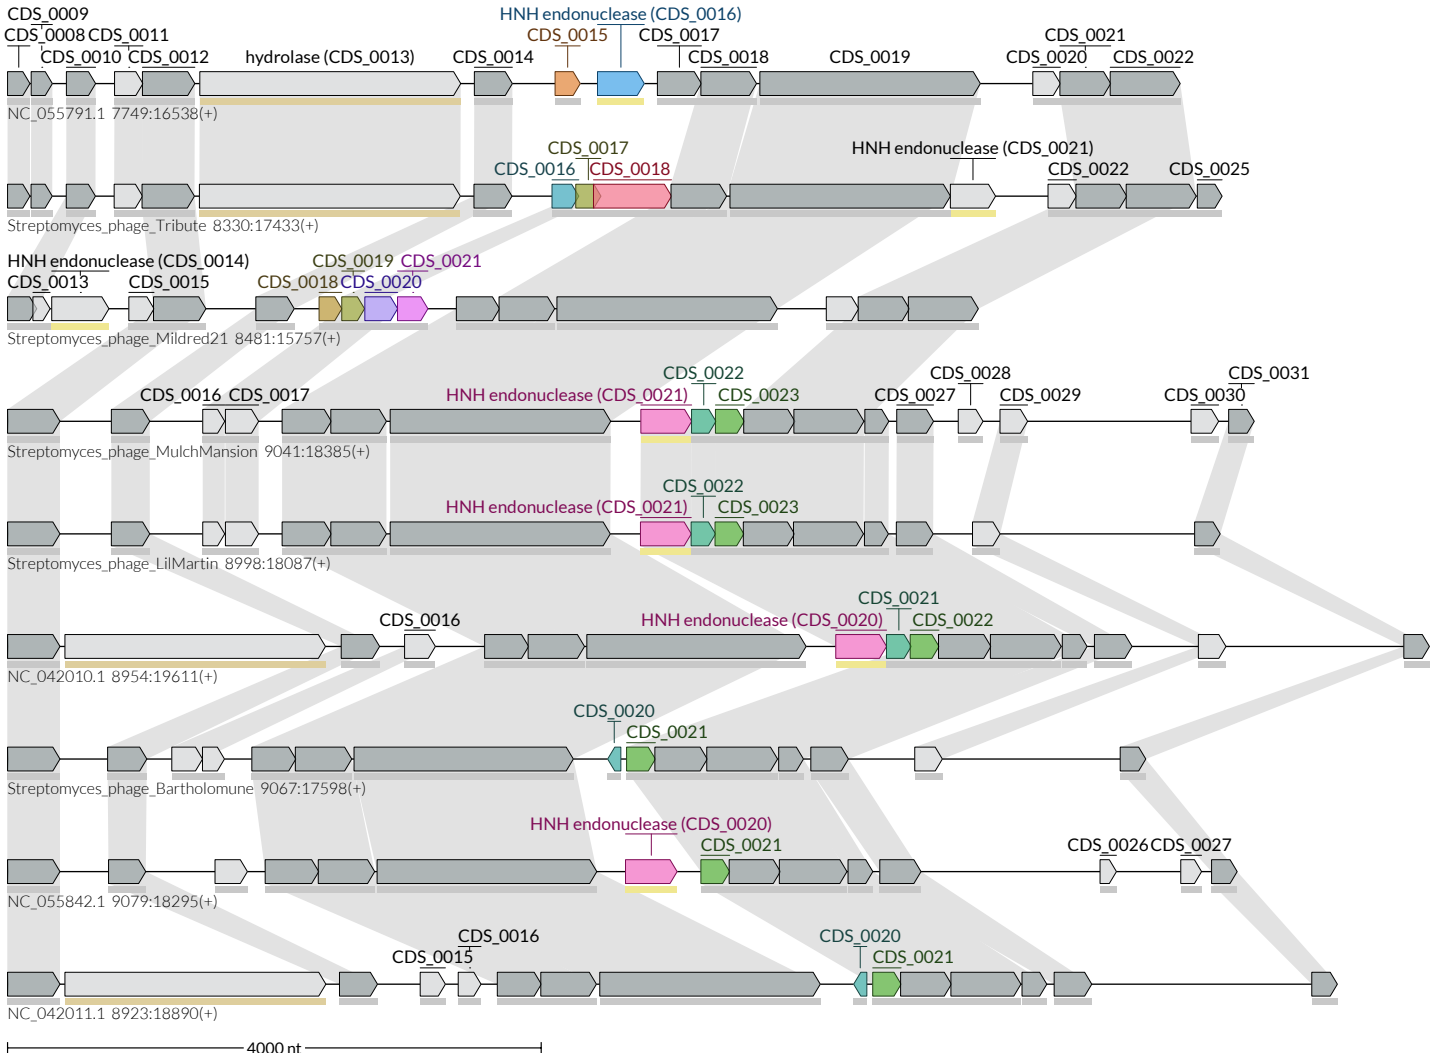 CDS_0009
HNH endonuclease (CDS_0016)
CDS_0008 CDS_0011 CDS_0015 CDS_0017 CDS_0021
CDS_0010 CDS_0012 hydrolase (CDS_0013) CDS_0014 CDS_0018 CDS_0019 CDS_0020 CDS_0022
NC_055791.1 7749:16538(+)
CDS_0017 HNH endonuclease (CDS_0021)
CDS_0016 CDS_0018 CDS_0022 CDS_0025
Streptomyces_phage_Tribute 8330:17433(+)
HNH endonuclease (CDS_0014) CDS_0019 CDS_0021
CDS_0013 CDS_0015 CDS_0018 CDS_0020
Streptomyces_phage_Mildred21 8481:15757(+)
CDS_0022 CDS_0028 CDS_0031
CDS_0016 CDS_0017 HNH endonuclease (CDS_0021) CDS_0023 CDS_0027 CDS_0029 CDS_0030
Streptomyces_phage_MulchMansion 9041:18385(+)
CDS_0022
HNH endonuclease (CDS_0021) CDS_0023
Streptomyces_phage_LilMartin 8998:18087(+)
CDS_0021
CDS_0016 HNH endonuclease (CDS_0020) CDS_0022
NC_042010.1 8954:19611(+)
CDS_0020
CDS_0021
Streptomyces_phage_Bartholomune 9067:17598(+)
HNH endonuclease (CDS_0020)
CDS_0021 CDS_0026 CDS_0027
NC_055842.1 9079:18295(+)
CDS_0016 CDS_0020
CDS_0015 CDS_0021
NC_042011.1 8923:18890(+)
4000 nt